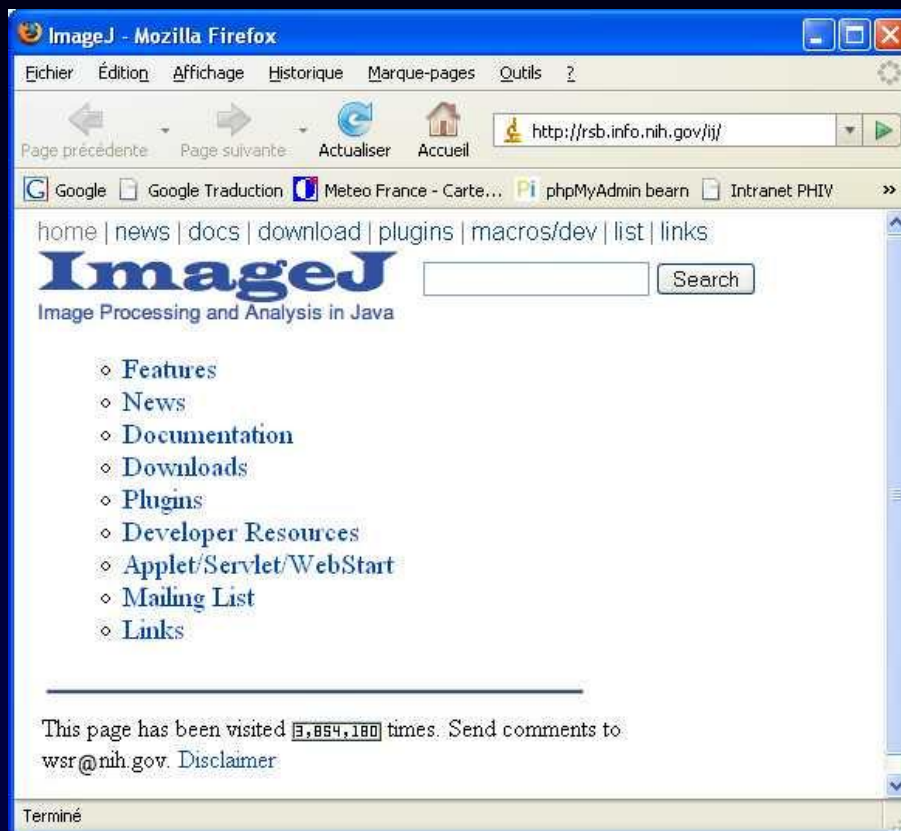 ImageJ - Mozilla Firefox
Fichier Édition Affichage Historique Marque-pages Outils ?
Page précédente Page suivante Actualiser Accueil http://rsb.info.nih.gov/ij/
G Google Google Traduction Meteo France - Carte... Pi phpMyAdmin bearn Intranet PHIV »
home | news | docs | download | plugins | macros/dev | list | links
ImageJ Search
Image Processing and Analysis in Java
Features
News
Documentation
Downloads
Plugins
Developer Resources
Applet/Servlet/WebStart
Mailing List
Links
This page has been visited 3,854,180 times. Send comments to
wsr@nih.gov. Disclaimer
Terminé